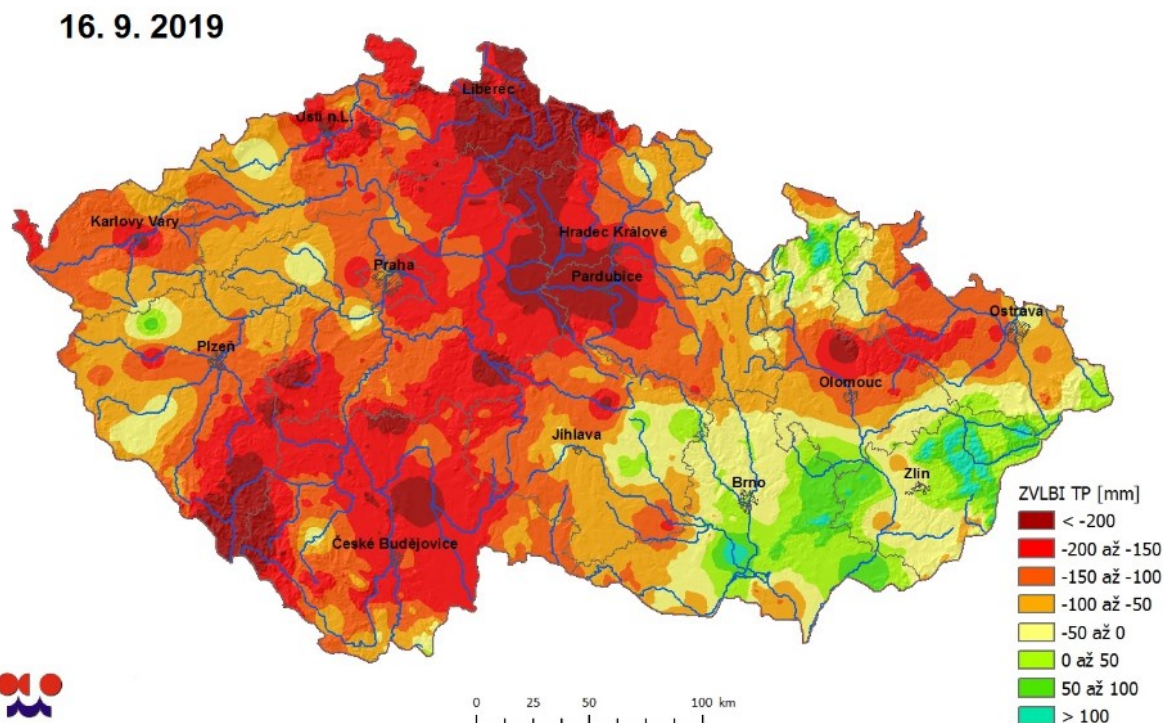 16. 9. 2019
Liberec
Ústí n.L.
Karlovy Vary
Hradec Králové
Praha
Pardubice
Ostrava
Plzeň
Olomouc
Jihlava
Zlín
Brno
České Budějovice
ZVLBI TP [mm]
< -200
-200 až -150
-150 až -100
-100 až -50
-50 až 0
0 až 50
50 až 100
> 100
0 25 50 100 km